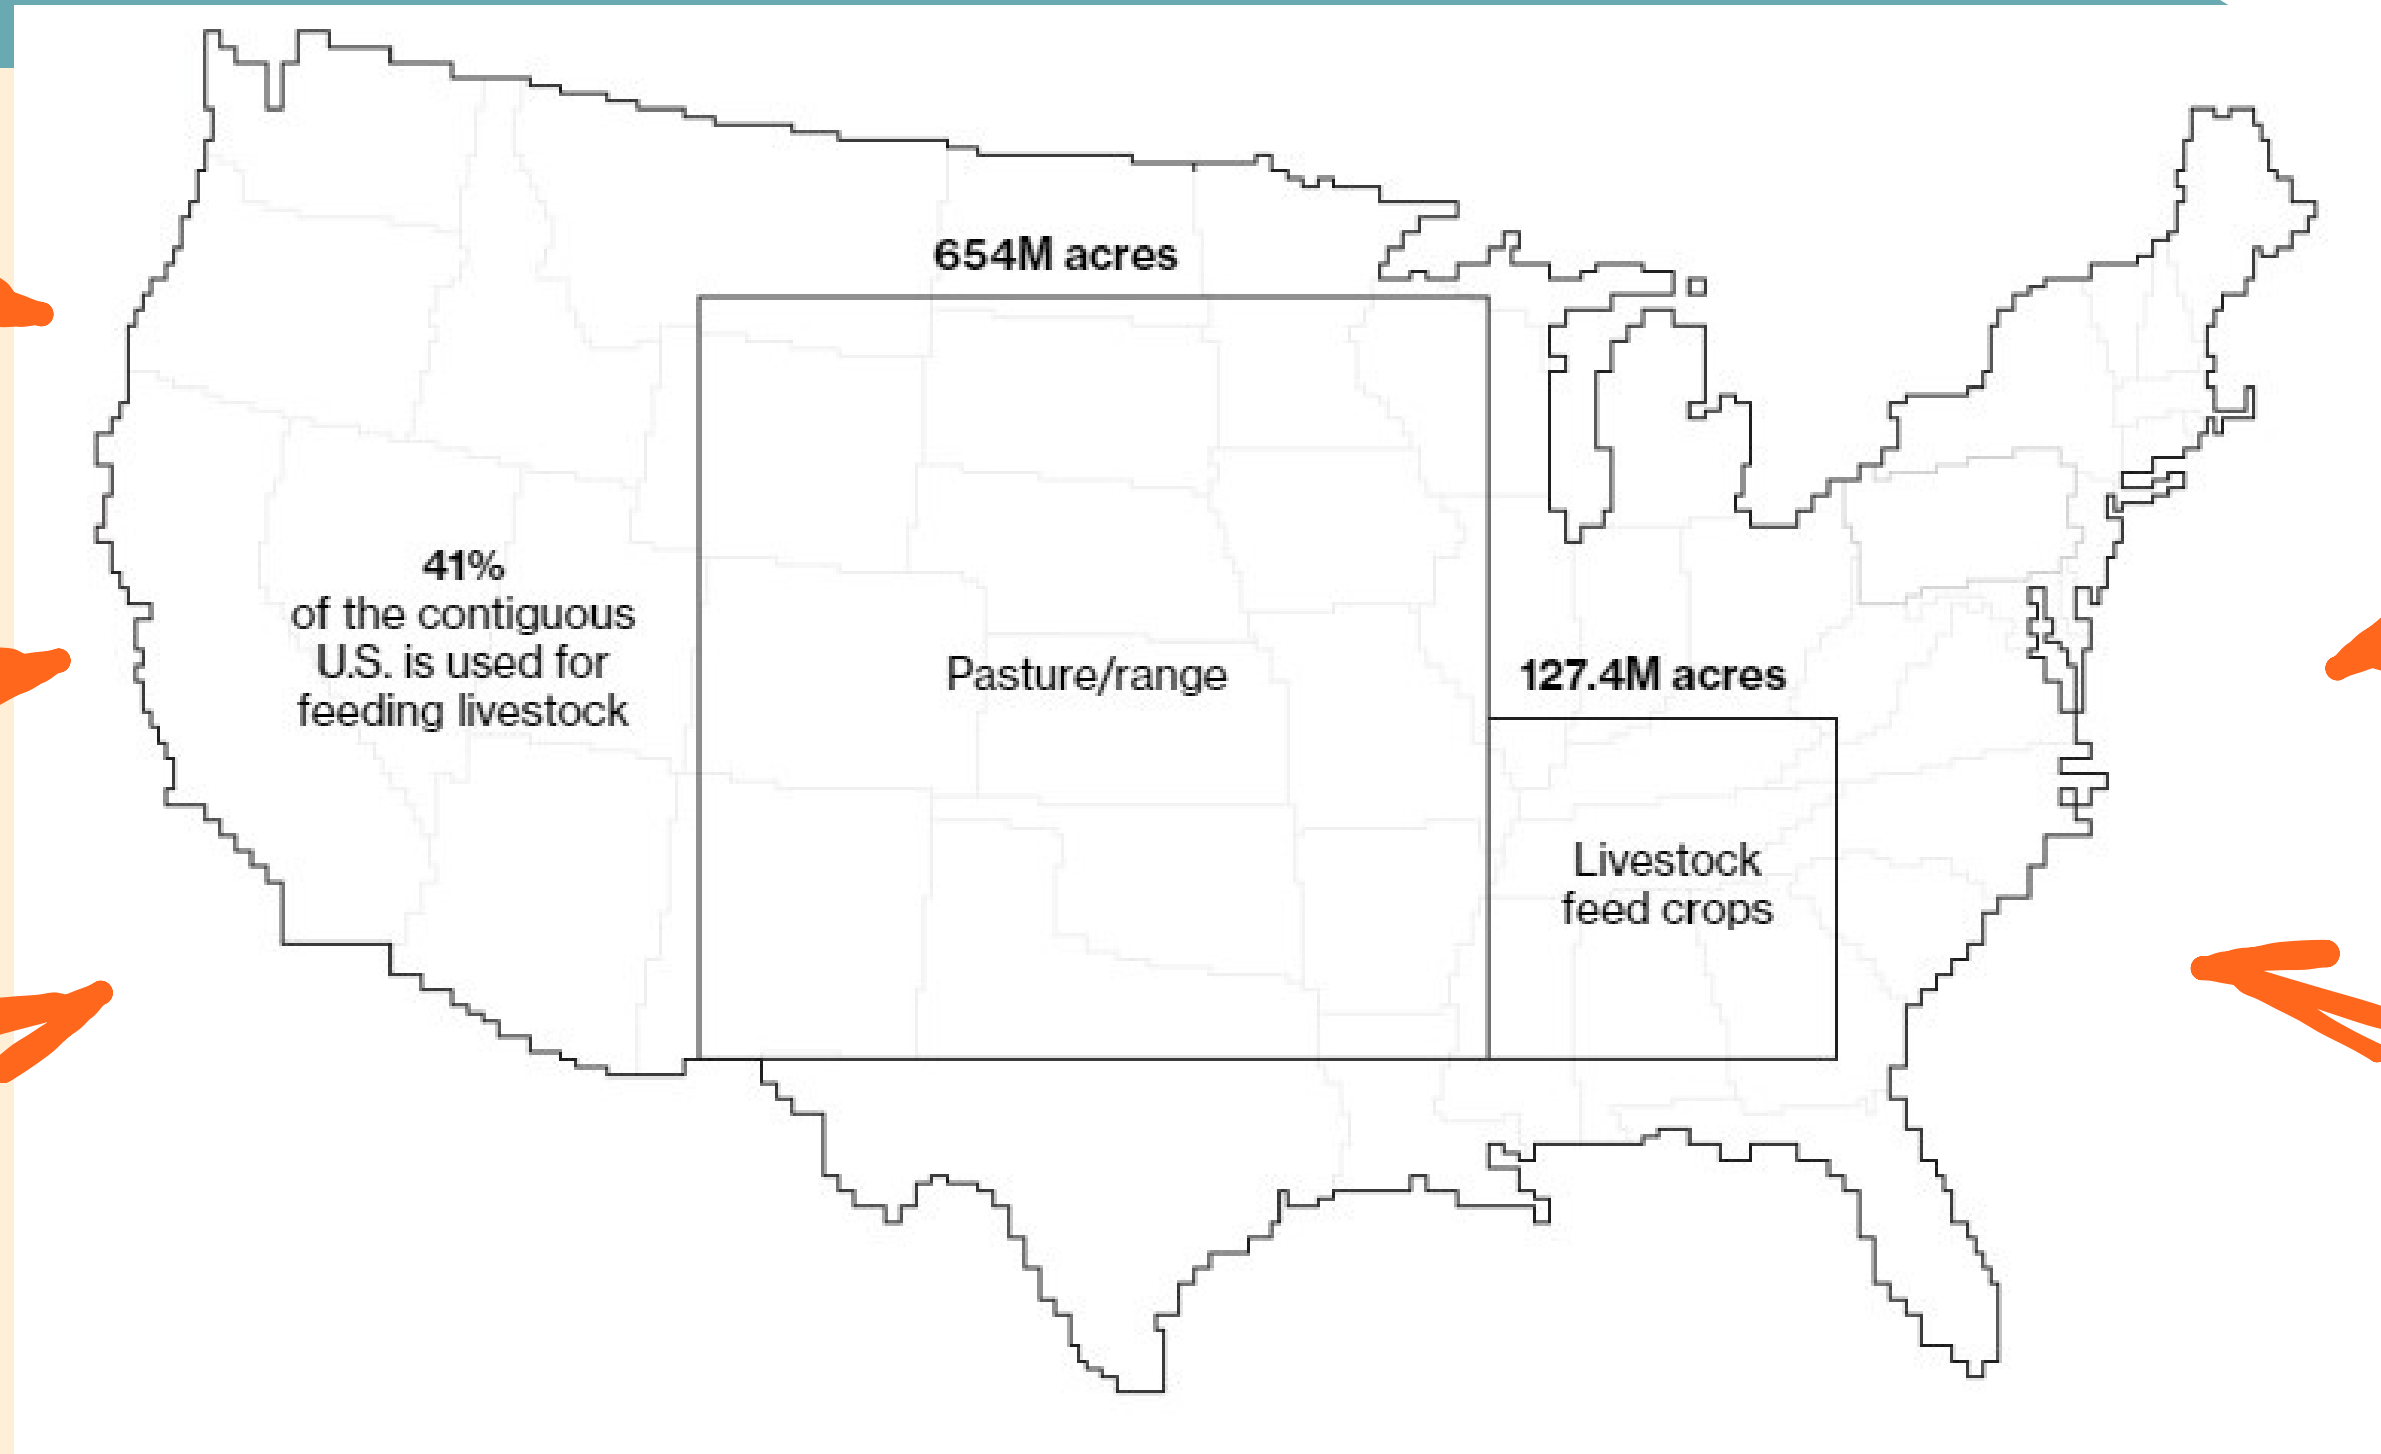 654M acres
41%
of the contiguous
U.S. is used for
feeding livestock
Pasture/range
127.4M acres
Livestock
feed crops